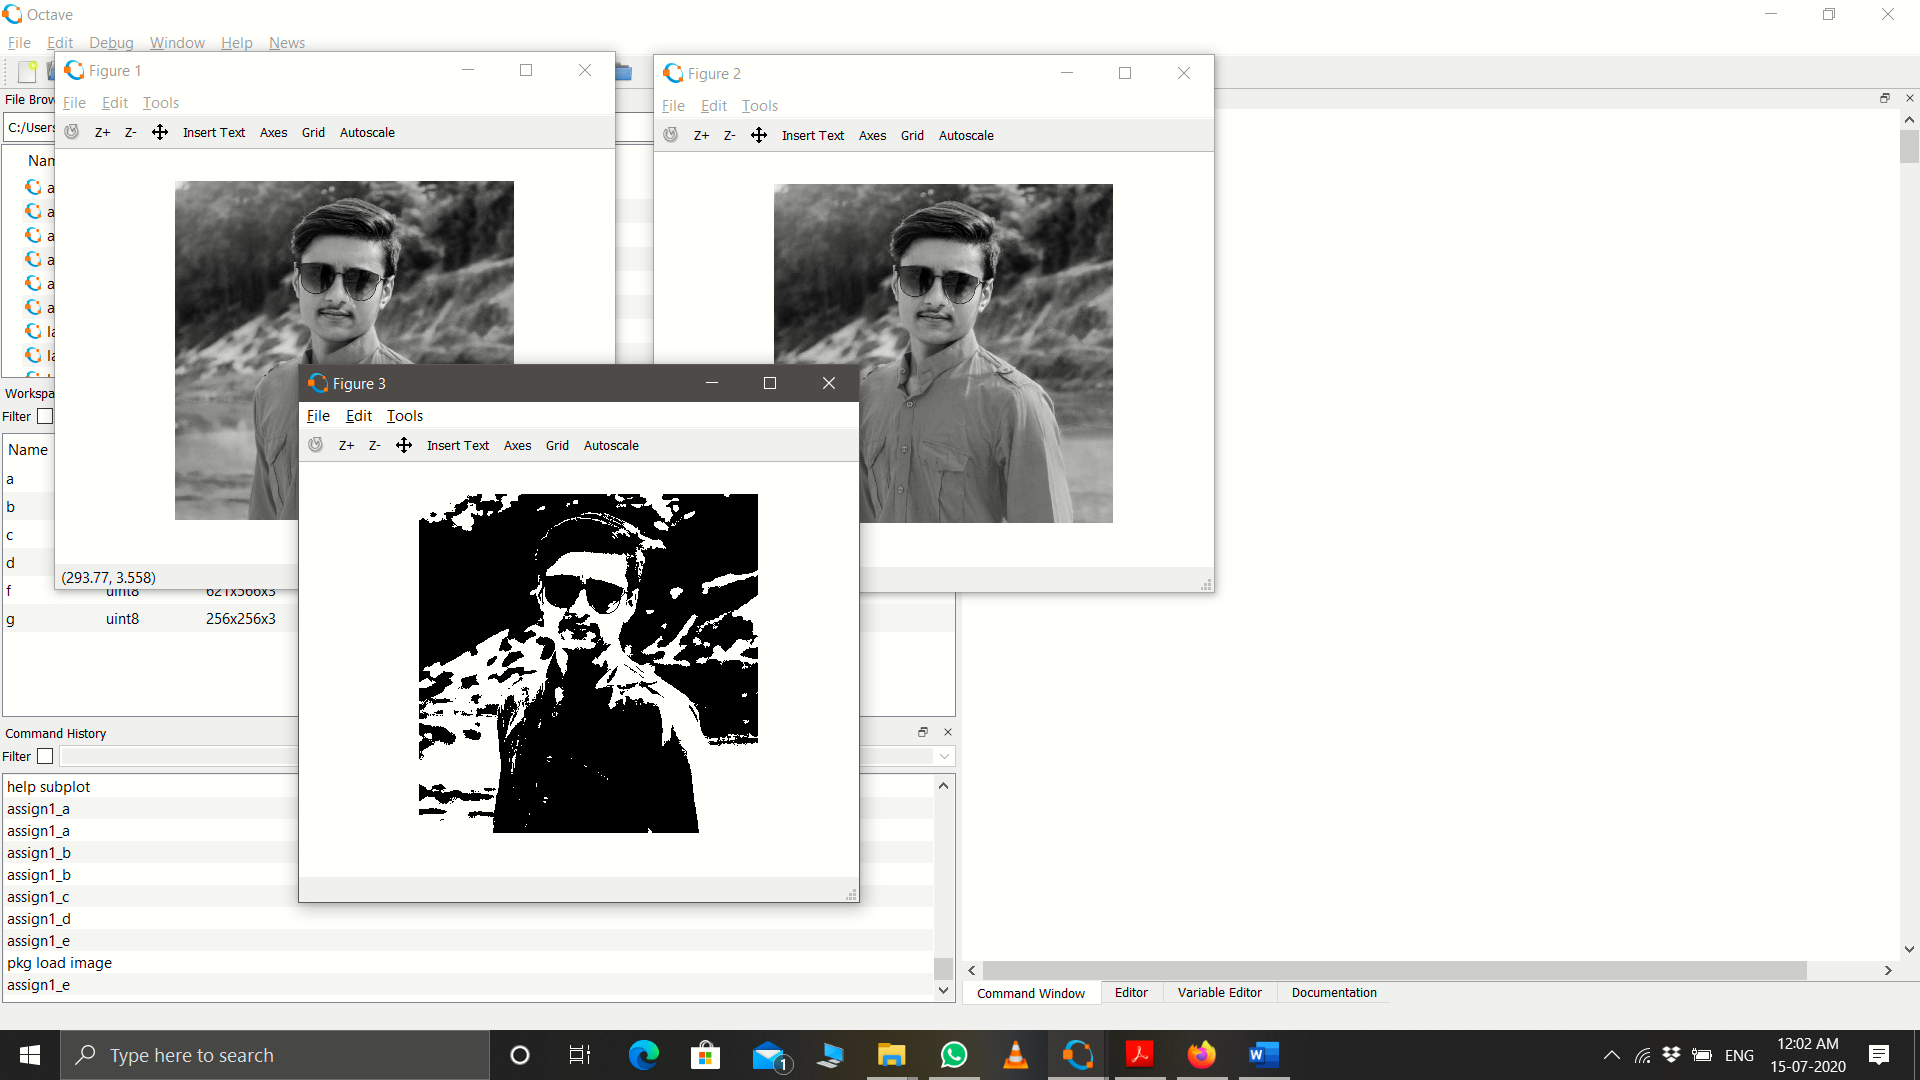 Octave
File Edit Debug Window Help News
Figure 1
File Edit Tools
Z+ Z- Insert Text Axes Grid Autoscale
(293.77, 3.558)
Figure 2
File Edit Tools
Z+ Z- Insert Text Axes Grid Autoscale
Figure 3
File Edit Tools
Z+ Z- Insert Text Axes Grid Autoscale
File
C:/Users
Filter
Name
a
b
c
d
f uint8 621x566x3
g uint8 256x256x3
Command History
Filter
help subplot
assign1_a
assign1_a
assign1_b
assign1_b
assign1_c
assign1_d
assign1_e
pkg load image
assign1_e
Command Window Editor Variable Editor Documentation
Type here to search
1
ENG
12:02 AM
15-07-2020